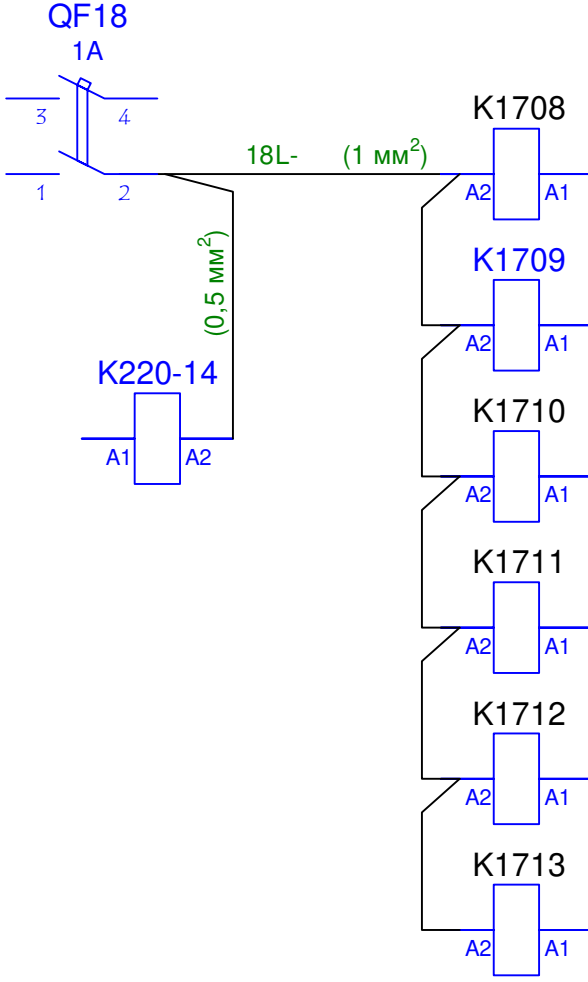 QF18
1A
3
4
1
2
18L-
(1 мм²)
(0,5 мм²)
K220-14
A1
A2
K1708
A2
A1
K1709
A2
A1
K1710
A2
A1
K1711
A2
A1
K1712
A2
A1
K1713
A2
A1